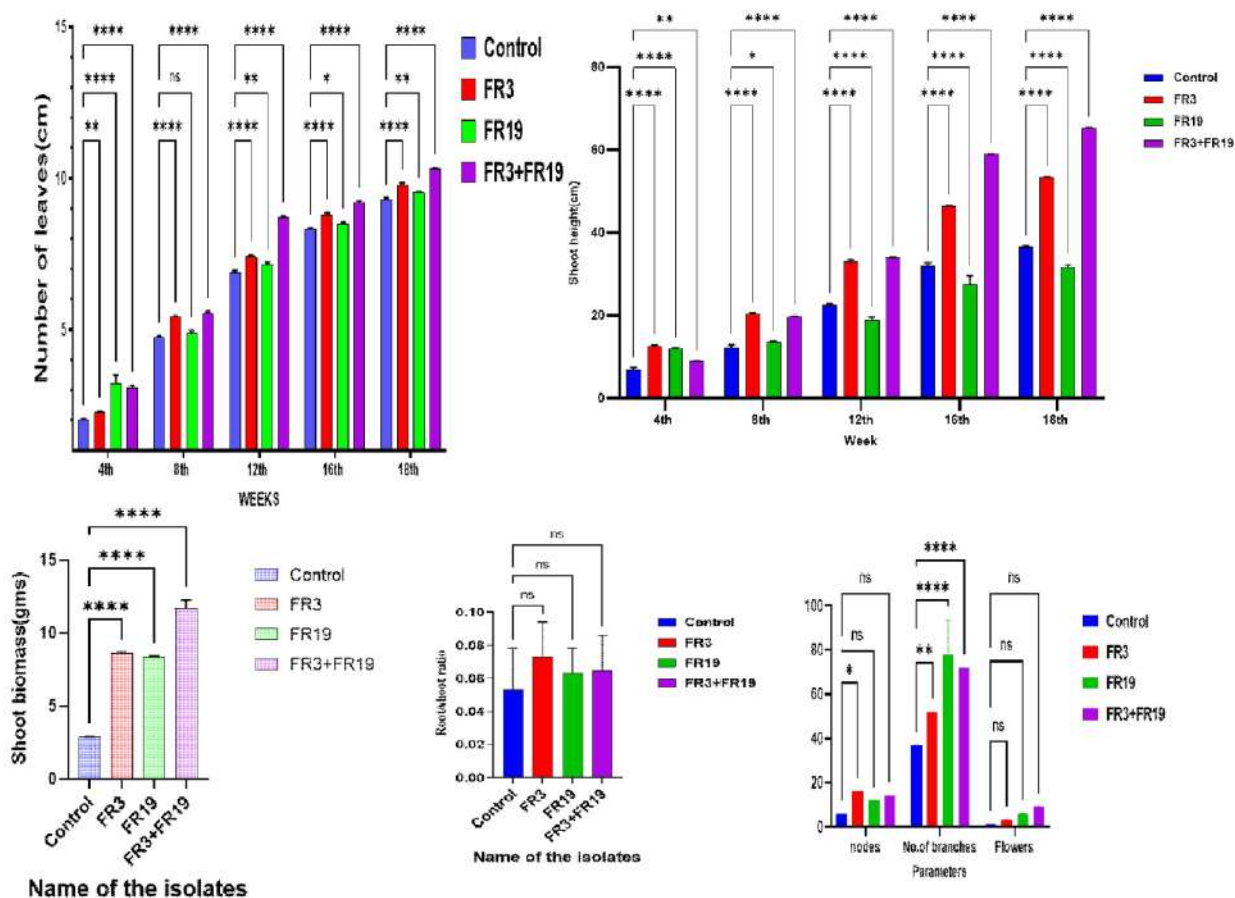 Number of leaves(cm)
15
10
5
**** **** **** **** ****
**** ns ** * **
** **** **** **** ****
4th 8th 12th 16th 18th
WEEKS
Control
FR3
FR19
FR3+FR19
Shoot height(cm)
80
60
40
20
0
** **** **** **** ****
**** * **** **** ****
**** **** **** **** ****
4th 8th 12th 16th 18th
Week
Control
FR3
FR19
FR3+FR19
Shoot biomass(gms)
15
10
5
0
****
****
****
Control FR3 FR19 FR3+FR19
Name of the isolates
Control
FR3
FR19
FR3+FR19
Root/shoot ratio
0.10
0.08
0.06
0.04
0.02
0.00
ns
ns
ns
Control FR3 FR19 FR3+FR19
Name of the isolates
Control
FR3
FR19
FR3+FR19
100
80
60
40
20
0
ns **** ns
ns **** ns
* ** ns
nodes No.of branches Flowers
Parameters
Control
FR3
FR19
FR3+FR19